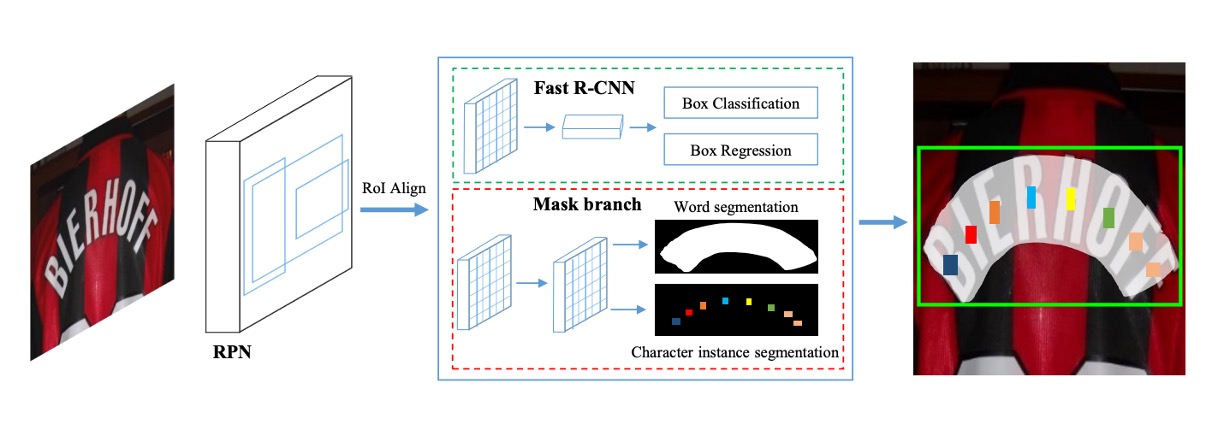 BIERHOFF
RPN
RoI Align
Fast R-CNN
Box Classification
Box Regression
Mask branch
Word segmentation
Character instance segmentation
BIERHOFF